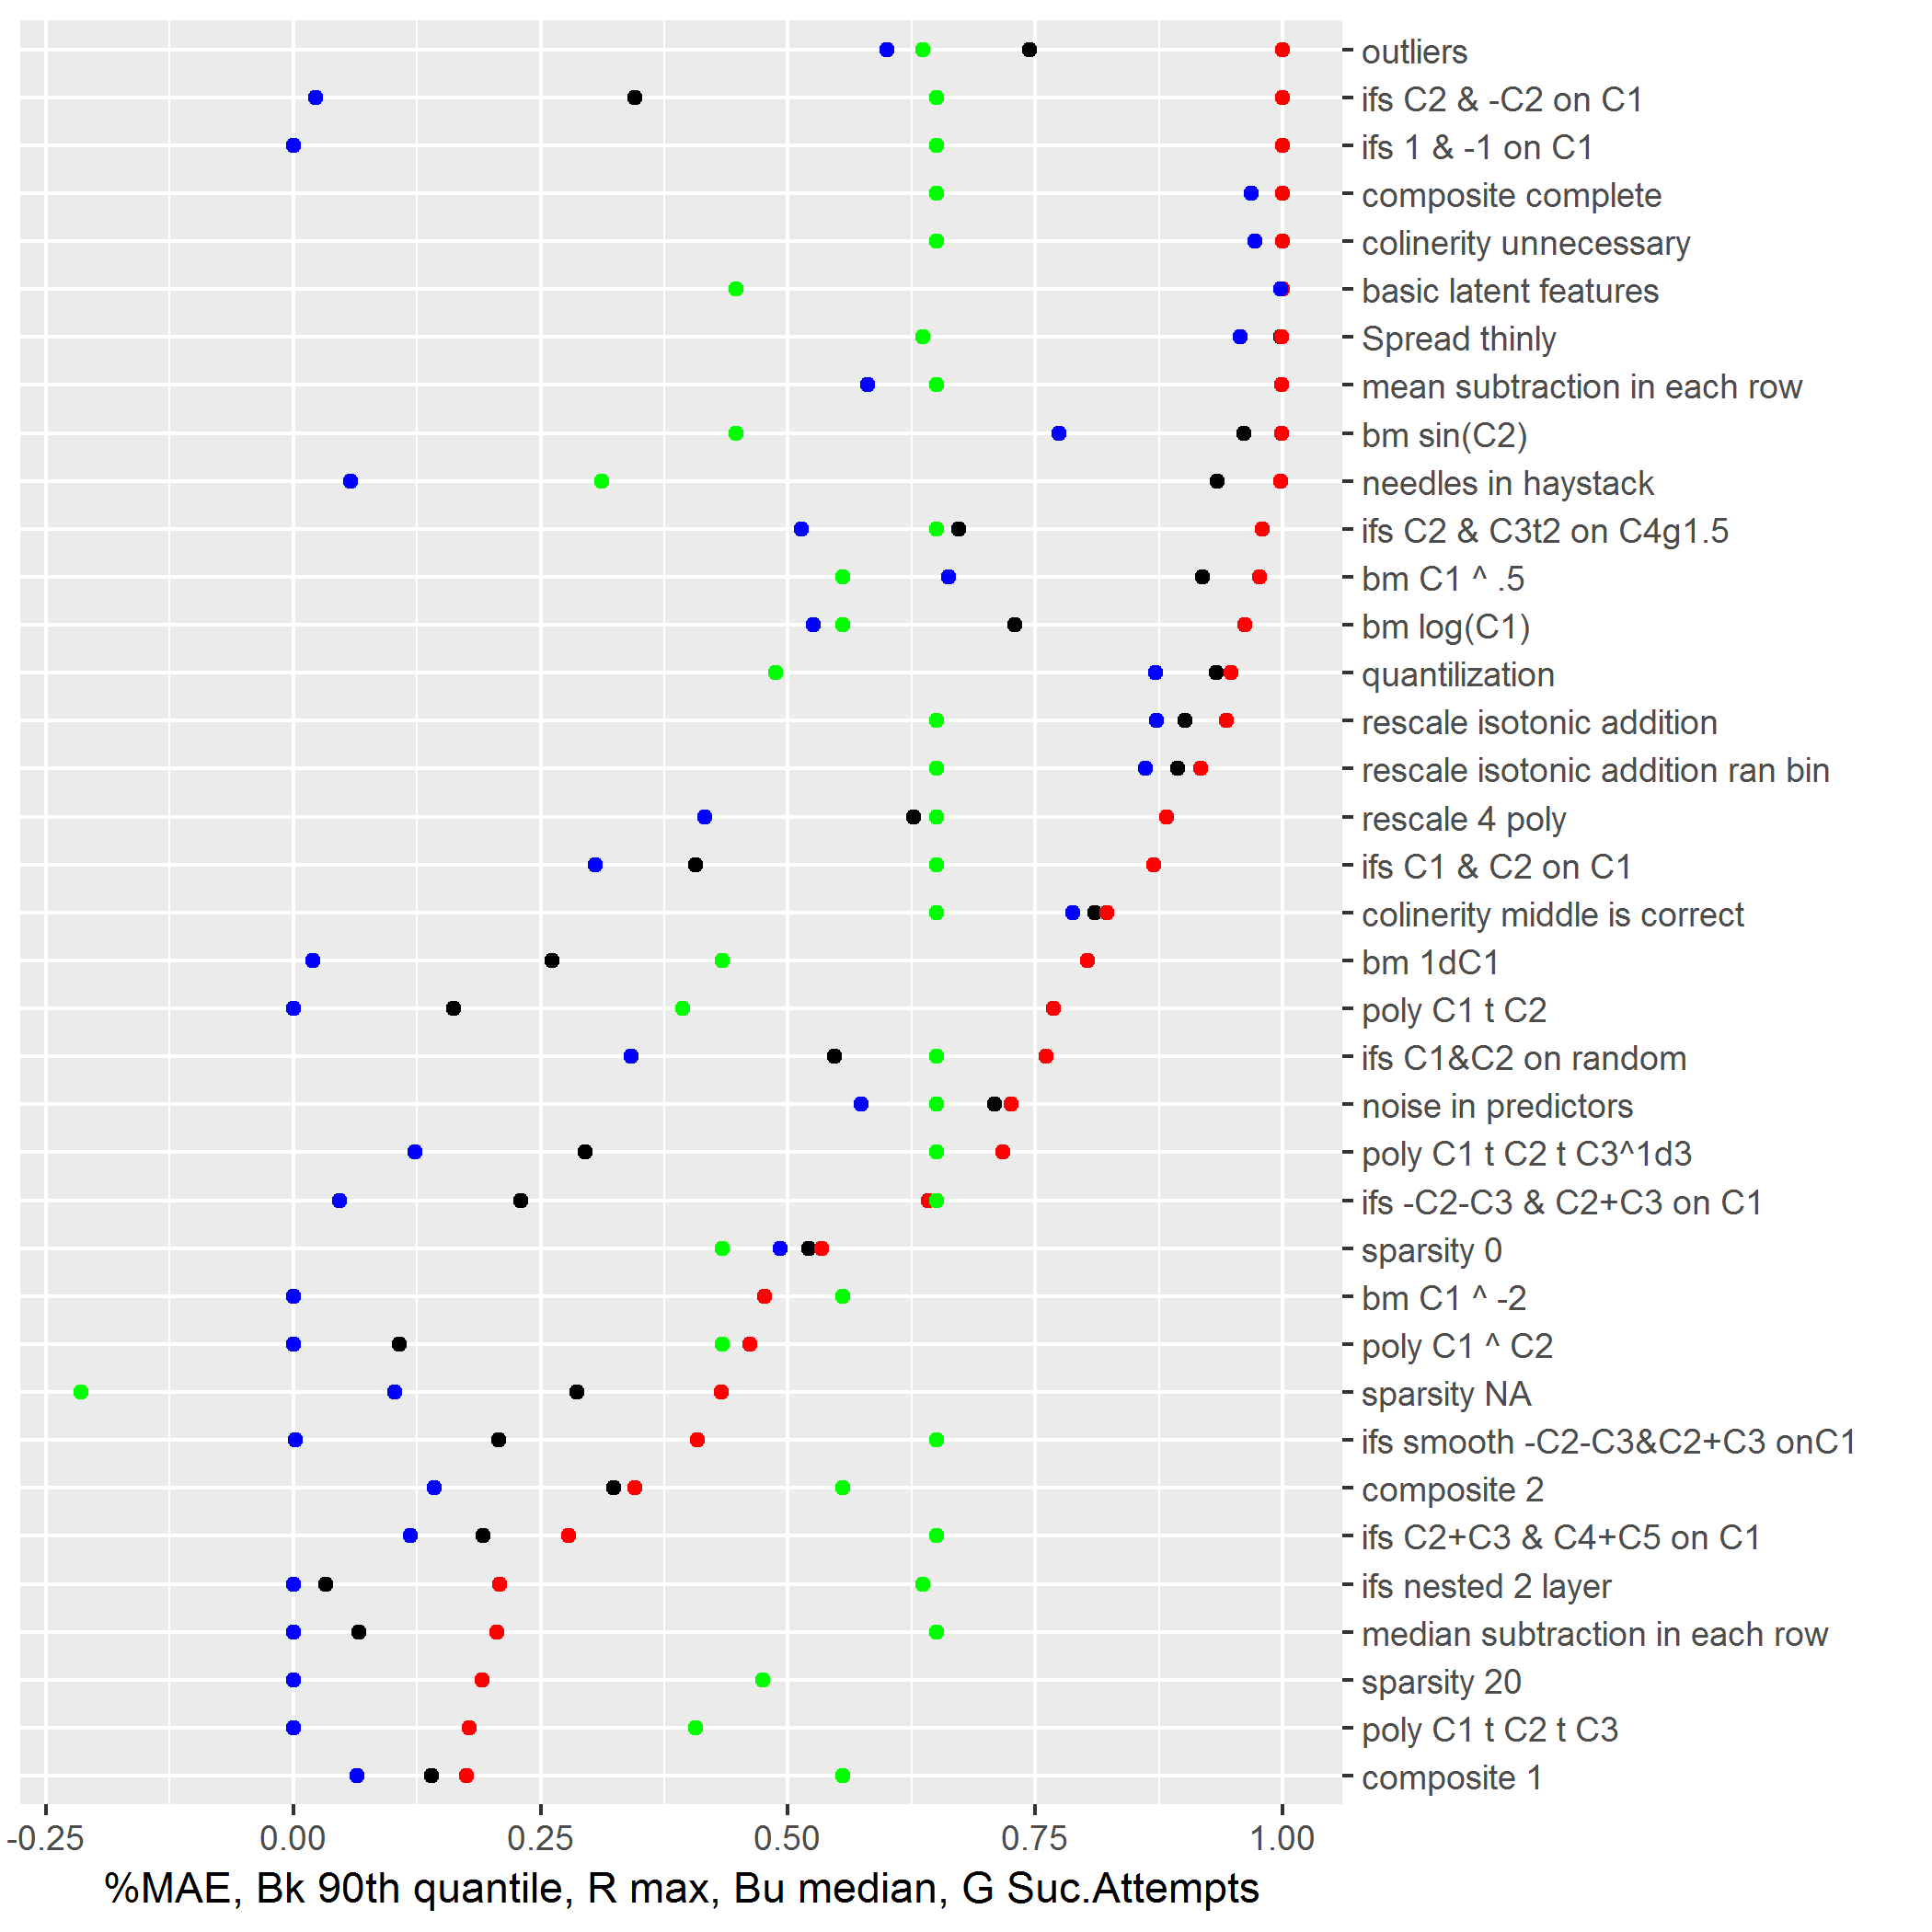 outliers
ifs C2 & -C2 on C1
ifs 1 & -1 on C1
composite complete
colinerity unnecessary
basic latent features
Spread thinly
mean subtraction in each row
bm sin(C2)
needles in haystack
ifs C2 & C3t2 on C4g1.5
bm C1 ^ .5
bm log(C1)
quantilization
rescale isotonic addition
rescale isotonic addition ran bin
rescale 4 poly
ifs C1 & C2 on C1
colinerity middle is correct
bm 1dC1
poly C1 t C2
ifs C1&C2 on random
noise in predictors
poly C1 t C2 t C3^1d3
ifs -C2-C3 & C2+C3 on C1
sparsity 0
bm C1 ^ -2
poly C1 ^ C2
sparsity NA
ifs smooth -C2-C3&C2+C3 onC1
composite 2
ifs C2+C3 & C4+C5 on C1
ifs nested 2 layer
median subtraction in each row
sparsity 20
poly C1 t C2 t C3
composite 1
-0.25 0.00 0.25 0.50 0.75 1.00
%MAE, Bk 90th quantile, R max, Bu median, G Suc.Attempts